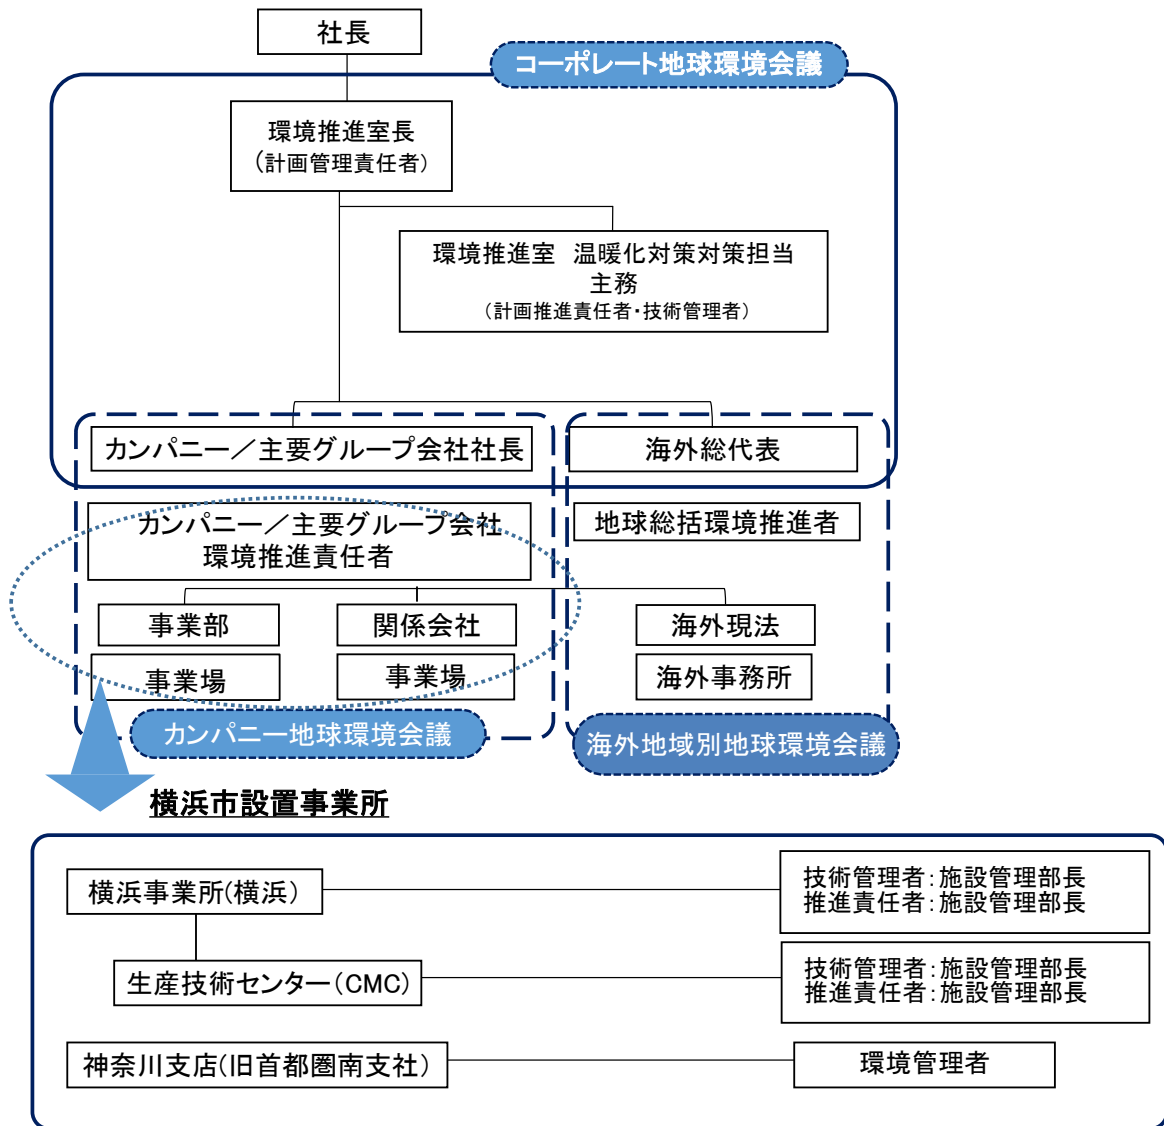 社長
コーポレート地球環境会議
環境推進室長
(計画管理責任者)
環境推進室　温暖化対策対策担当
主務
(計画推進責任者・技術管理者)
カンパニー／主要グループ会社社長
海外総代表
カンパニー／主要グループ会社
環境推進責任者
地球総括環境推進者
事業部
関係会社
海外現法
事業場
事業場
海外事務所
カンパニー地球環境会議
海外地域別地球環境会議
横浜市設置事業所
横浜事業所(横浜)
技術管理者：施設管理部長
推進責任者：施設管理部長
生産技術センター(CMC)
技術管理者：施設管理部長
推進責任者：施設管理部長
神奈川支店(旧首都圏南支社)
環境管理者